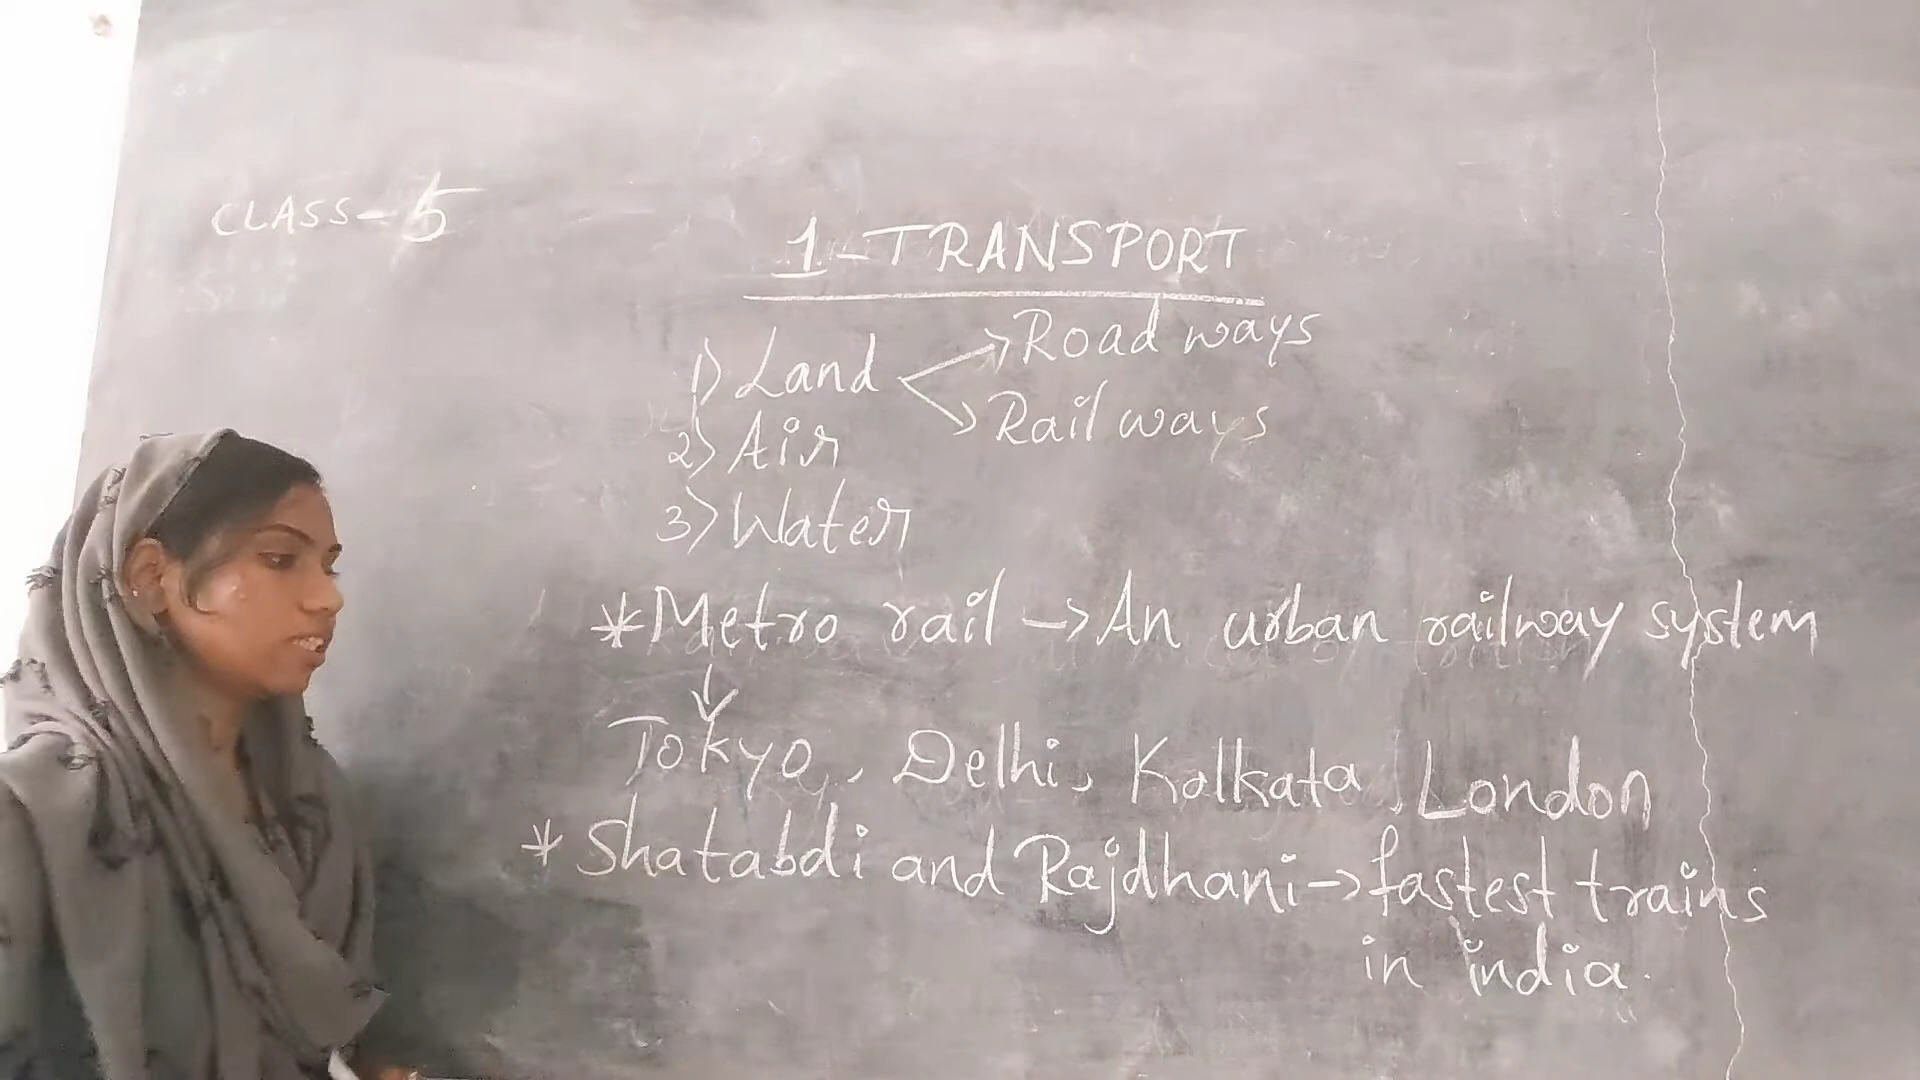 CLASS-5
1-TRANSPORT
1) Land → Road ways
→ Rail ways
2) Air
3) Water
* Metro rail → An urban railway system
↓
Tokyo, Delhi, Kolkata, London
* Shatabdi and Rajdhani → fastest trains
in india.